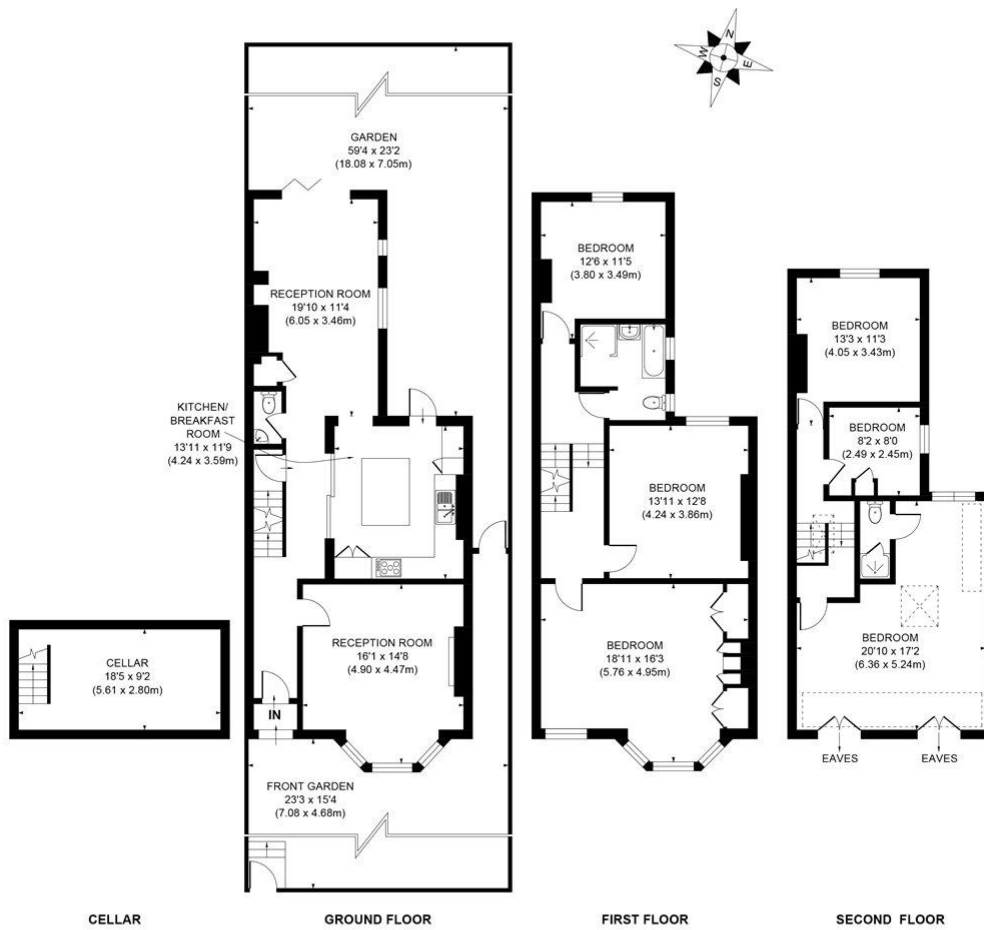 N
W
E
S
GARDEN
59'4 x 23'2
(18.08 x 7.05m)
RECEPTION ROOM
19'10 x 11'4
(6.05 x 3.46m)
KITCHEN/
BREAKFAST
ROOM
13'11 x 11'9
(4.24 x 3.59m)
RECEPTION ROOM
16'1 x 14'8
(4.90 x 4.47m)
IN
FRONT GARDEN
23'3 x 15'4
(7.08 x 4.68m)
CELLAR
18'5 x 9'2
(5.61 x 2.80m)
BEDROOM
12'6 x 11'5
(3.80 x 3.49m)
BEDROOM
13'11 x 12'8
(4.24 x 3.86m)
BEDROOM
18'11 x 16'3
(5.76 x 4.95m)
BEDROOM
13'3 x 11'3
(4.05 x 3.43m)
BEDROOM
8'2 x 8'0
(2.49 x 2.45m)
BEDROOM
20'10 x 17'2
(6.36 x 5.24m)
EAVES
EAVES
CELLAR
GROUND FLOOR
FIRST FLOOR
SECOND FLOOR